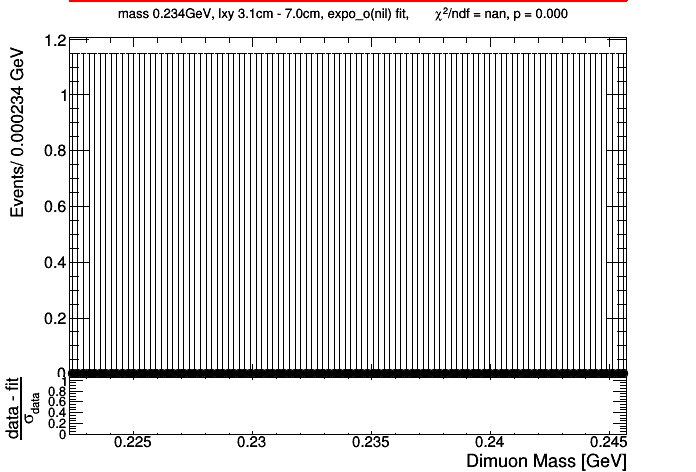 mass 0.234GeV, lxy 3.1cm - 7.0cm, expo_o(nil) fit, χ²/ndf = nan, p = 0.000
Events/ 0.000234 GeV
1.2
1
0.8
0.6
0.4
0.2
0
data - fit
σdata
1
0.8
0.6
0.4
0.2
0
0.225 0.23 0.235 0.24 0.245
Dimuon Mass [GeV]